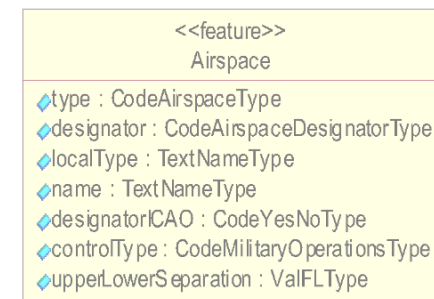 <<feature>>
Airspace
type : CodeAirspaceType
designator : CodeAirspaceDesignatorType
localType : TextNameType
name : TextNameType
designatorICAO : CodeYesNoType
controlType : CodeMilitaryOperationsType
upperLowerSeparation : ValFLType